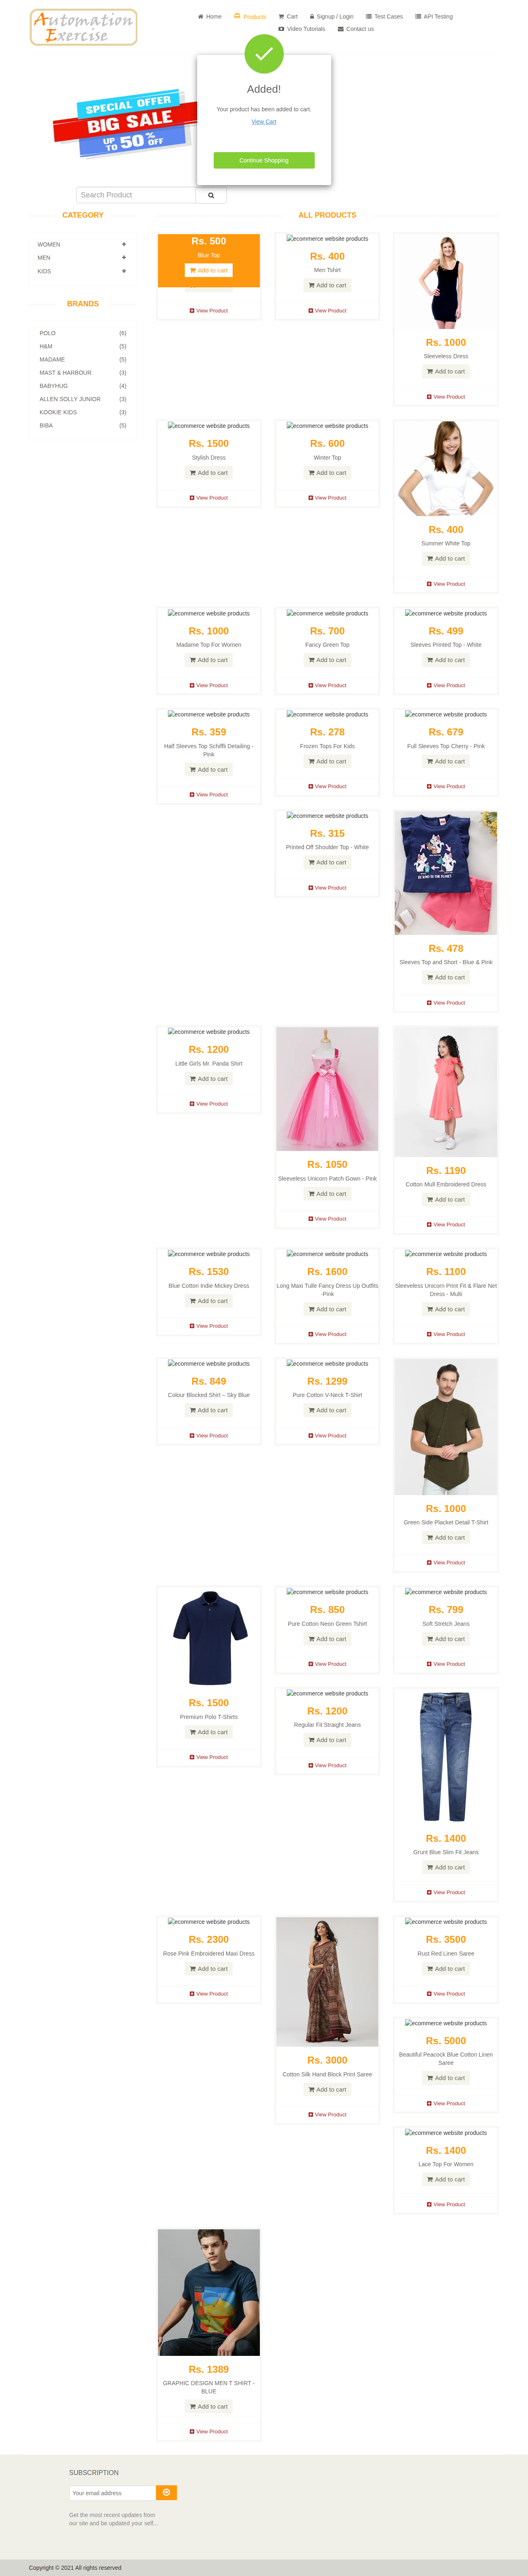 Automation
Exercise
Home
Products
Cart
Signup / Login
Test Cases
API Testing
Video Tutorials
Contact us
Added!
Your product has been added to cart.
View Cart
Continue Shopping
SPECIAL OFFER
BIG SALE
UP TO 50% OFF
Search Product
CATEGORY
WOMEN
MEN
KIDS
BRANDS
POLO (6)
H&M (5)
MADAME (5)
MAST & HARBOUR (3)
BABYHUG (4)
ALLEN SOLLY JUNIOR (3)
KOOKIE KIDS (3)
BIBA (5)
ALL PRODUCTS
Rs. 500
Blue Top
Add to cart
View Product
ecommerce website products
Rs. 400
Men Tshirt
Add to cart
View Product
Rs. 1000
Sleeveless Dress
Add to cart
View Product
ecommerce website products
Rs. 1500
Stylish Dress
Add to cart
View Product
ecommerce website products
Rs. 600
Winter Top
Add to cart
View Product
Rs. 400
Summer White Top
Add to cart
View Product
ecommerce website products
Rs. 1000
Madame Top For Women
Add to cart
View Product
ecommerce website products
Rs. 700
Fancy Green Top
Add to cart
View Product
ecommerce website products
Rs. 499
Sleeves Printed Top - White
Add to cart
View Product
ecommerce website products
Rs. 359
Half Sleeves Top Schiffli Detailing -
Pink
Add to cart
View Product
ecommerce website products
Rs. 278
Frozen Tops For Kids
Add to cart
View Product
ecommerce website products
Rs. 679
Full Sleeves Top Cherry - Pink
Add to cart
View Product
ecommerce website products
Rs. 315
Printed Off Shoulder Top - White
Add to cart
View Product
Rs. 478
Sleeves Top and Short - Blue & Pink
Add to cart
View Product
ecommerce website products
Rs. 1200
Little Girls Mr. Panda Shirt
Add to cart
View Product
Rs. 1050
Sleeveless Unicorn Patch Gown - Pink
Add to cart
View Product
Rs. 1190
Cotton Mull Embroidered Dress
Add to cart
View Product
ecommerce website products
Rs. 1530
Blue Cotton Indie Mickey Dress
Add to cart
View Product
ecommerce website products
Rs. 1600
Long Maxi Tulle Fancy Dress Up Outfits
-Pink
Add to cart
View Product
ecommerce website products
Rs. 1100
Sleeveless Unicorn Print Fit & Flare Net
Dress - Multi
Add to cart
View Product
ecommerce website products
Rs. 849
Colour Blocked Shirt – Sky Blue
Add to cart
View Product
ecommerce website products
Rs. 1299
Pure Cotton V-Neck T-Shirt
Add to cart
View Product
Rs. 1000
Green Side Placket Detail T-Shirt
Add to cart
View Product
Rs. 1500
Premium Polo T-Shirts
Add to cart
View Product
ecommerce website products
Rs. 850
Pure Cotton Neon Green Tshirt
Add to cart
View Product
ecommerce website products
Rs. 799
Soft Stretch Jeans
Add to cart
View Product
ecommerce website products
Rs. 1200
Regular Fit Straight Jeans
Add to cart
View Product
Rs. 1400
Grunt Blue Slim Fit Jeans
Add to cart
View Product
ecommerce website products
Rs. 2300
Rose Pink Embroidered Maxi Dress
Add to cart
View Product
Rs. 3000
Cotton Silk Hand Block Print Saree
Add to cart
View Product
ecommerce website products
Rs. 3500
Rust Red Linen Saree
Add to cart
View Product
ecommerce website products
Rs. 5000
Beautiful Peacock Blue Cotton Linen
Saree
Add to cart
View Product
ecommerce website products
Rs. 1400
Lace Top For Women
Add to cart
View Product
Rs. 1389
GRAPHIC DESIGN MEN T SHIRT -
BLUE
Add to cart
View Product
SUBSCRIPTION
Your email address
Get the most recent updates from
our site and be updated your self...
Copyright © 2021 All rights reserved